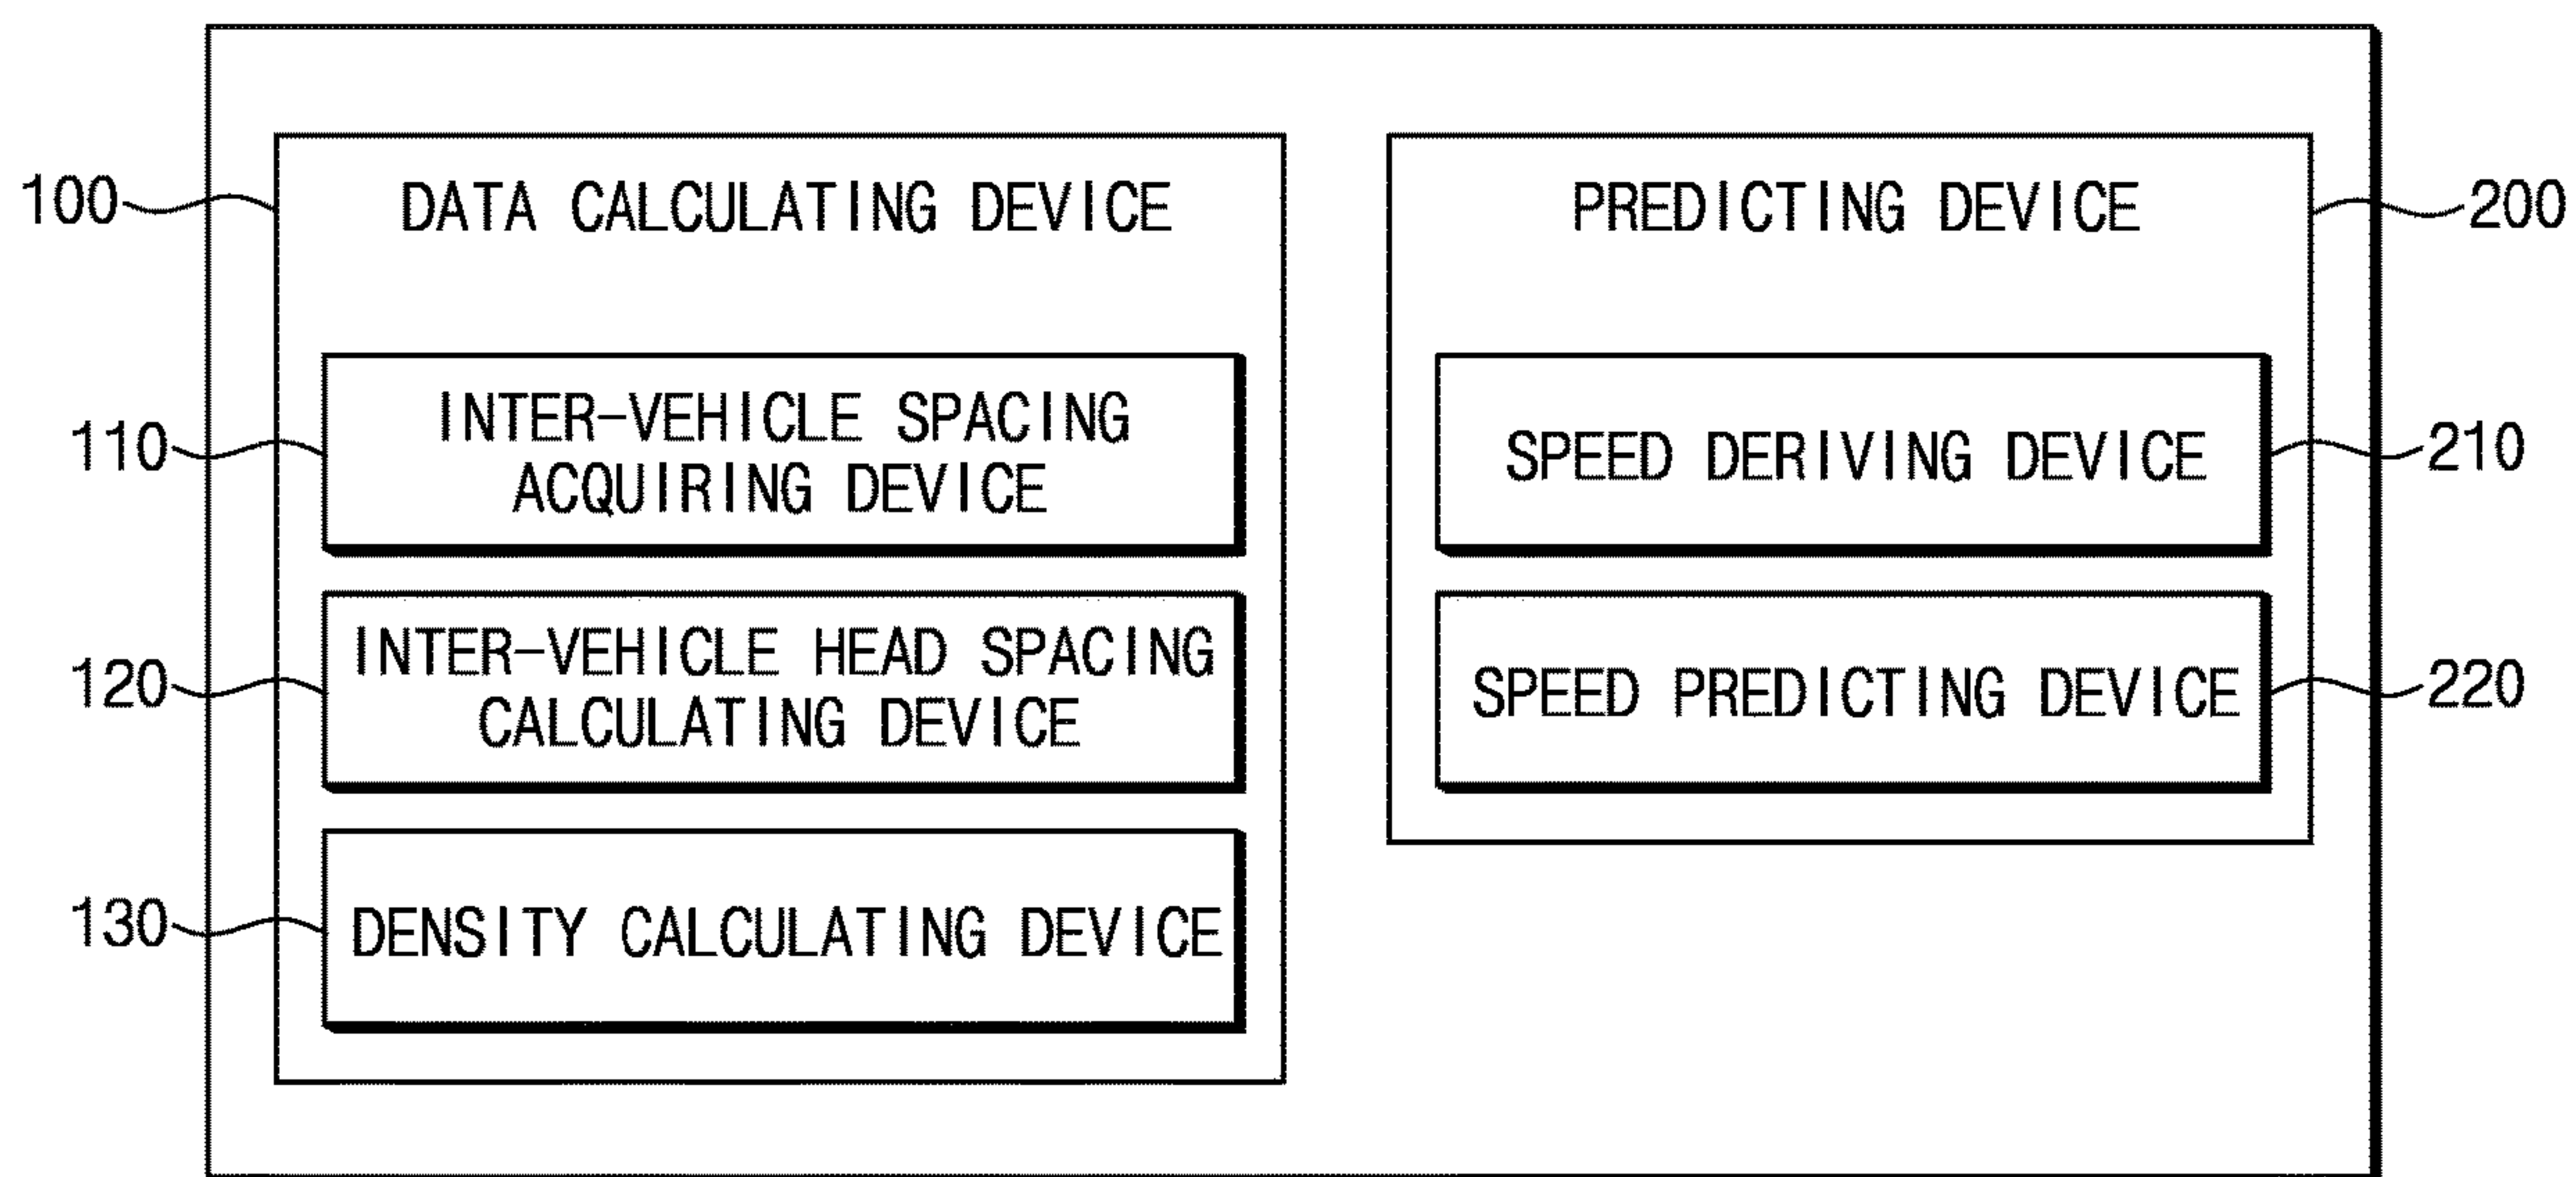 100
DATA CALCULATING DEVICE
110
INTER-VEHICLE SPACING
ACQUIRING DEVICE
120
INTER-VEHICLE HEAD SPACING
CALCULATING DEVICE
130
DENSITY CALCULATING DEVICE
PREDICTING DEVICE
200
SPEED DERIVING DEVICE
210
SPEED PREDICTING DEVICE
220